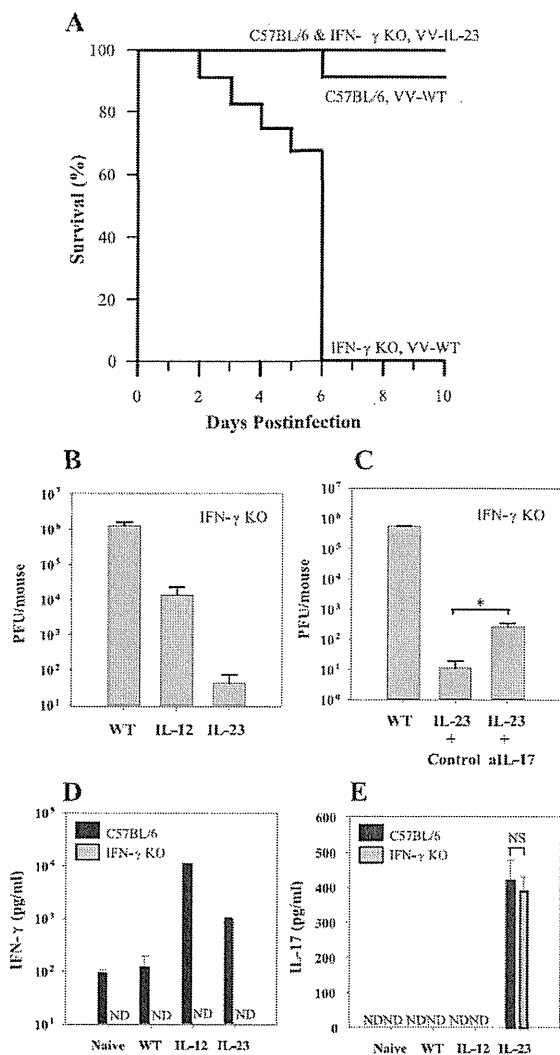 A
C57BL/6 & IFN- γ KO, VV-IL-23
C57BL/6, VV-WT
IFN-γ KO, VV-WT
Survival (%)
100
80
60
40
20
0
0 2 4 6 8 10
Days Postinfection
B
IFN-γ KO
PFU/mouse
10⁷
10⁶
10⁵
10⁴
10³
10²
10¹
WT IL-12 IL-23
C
IFN-γ KO
*
PFU/mouse
10⁶
10⁵
10⁴
10³
10²
10¹
10⁰
WT IL-23 IL-23
+ +
Control aIL-17
D
C57BL/6
IFN-γ KO
IFN-γ (pg/ml)
10⁴
10³
10²
10¹
ND ND ND ND
Naive WT IL-12 IL-23
E
C57BL/6
IFN-γ KO
NS
IL-17 (pg/ml)
600
500
400
300
200
100
0
NDND NDND NDND
Naive WT IL-12 IL-23